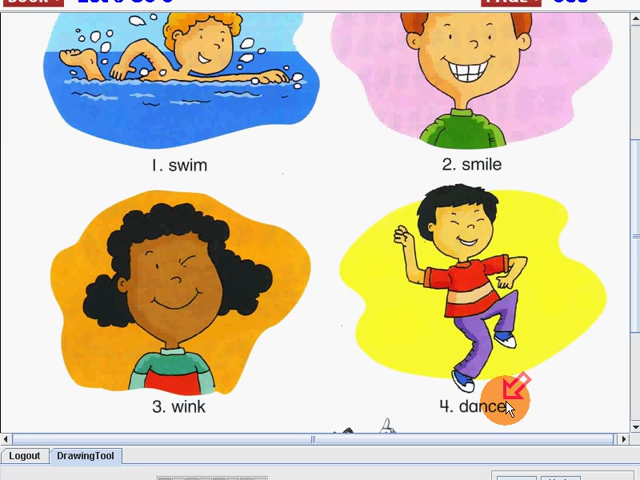 1. swim
2. smile
3. wink
4. dance
Logout
DrawingTool